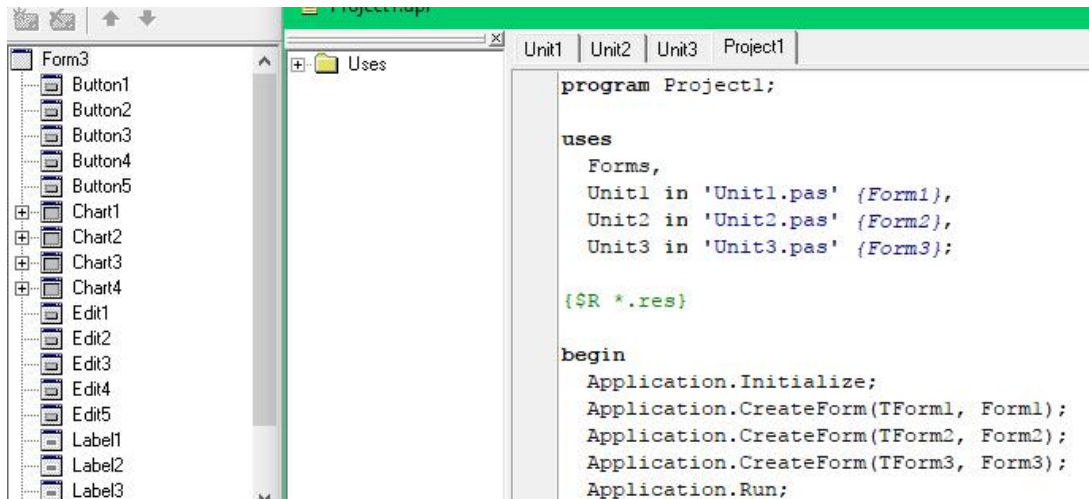 Form3
Button1
Button2
Button3
Button4
Button5
Chart1
Chart2
Chart3
Chart4
Edit1
Edit2
Edit3
Edit4
Edit5
Label1
Label2
Label3
Uses
Unit1 Unit2 Unit3 Project1
program Project1;
uses
Forms,
Unit1 in 'Unit1.pas' {Form1},
Unit2 in 'Unit2.pas' {Form2},
Unit3 in 'Unit3.pas' {Form3};
{$R *.res}
begin
Application.Initialize;
Application.CreateForm(TForm1, Form1);
Application.CreateForm(TForm2, Form2);
Application.CreateForm(TForm3, Form3);
Application.Run;